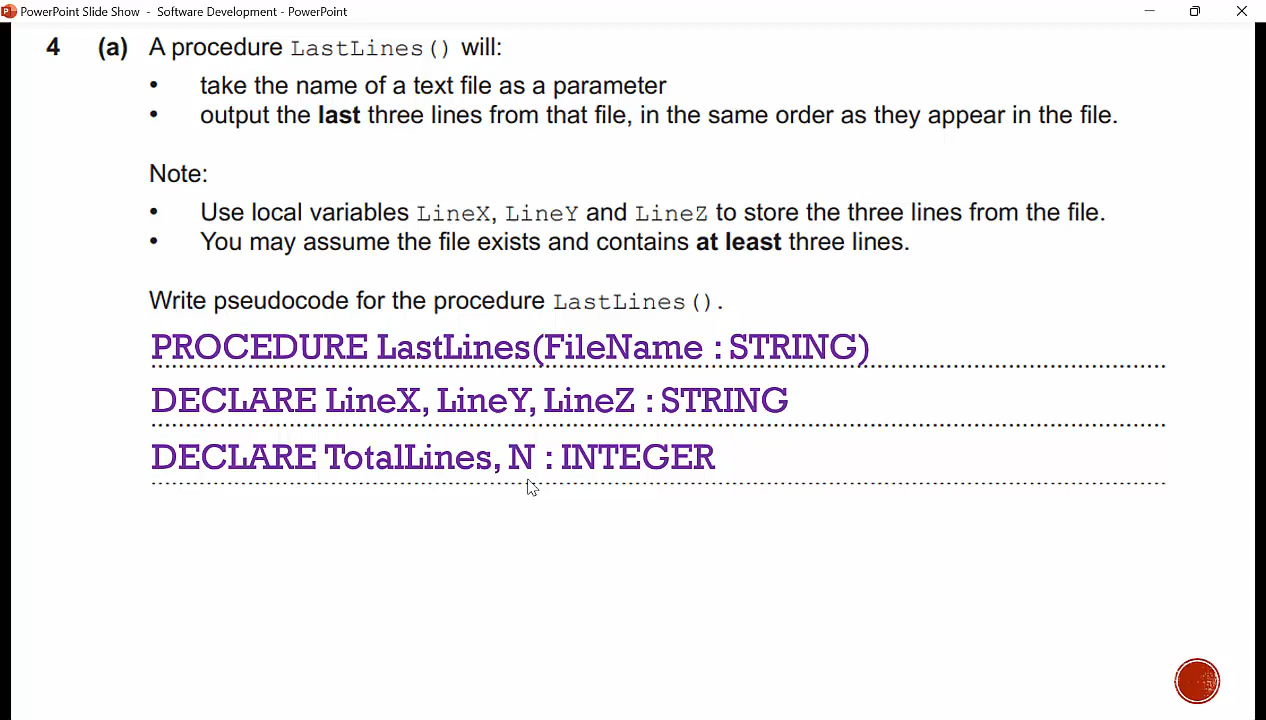 PowerPoint Slide Show - Software Development - PowerPoint
4 (a) A procedure LastLines() will:
• take the name of a text file as a parameter
• output the last three lines from that file, in the same order as they appear in the file.
Note:
• Use local variables LineX, LineY and LineZ to store the three lines from the file.
• You may assume the file exists and contains at least three lines.
Write pseudocode for the procedure LastLines().
PROCEDURE LastLines(FileName : STRING)
DECLARE LineX, LineY, LineZ : STRING
DECLARE TotalLines, N : INTEGER